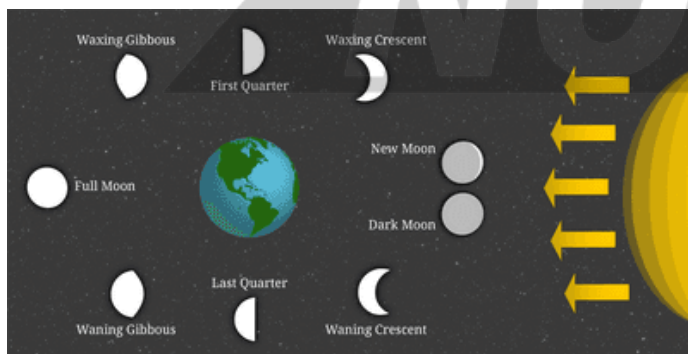 Waxing Gibbous
Waxing Crescent
First Quarter
New Moon
Full Moon
Dark Moon
Last Quarter
Waning Gibbous
Waning Crescent